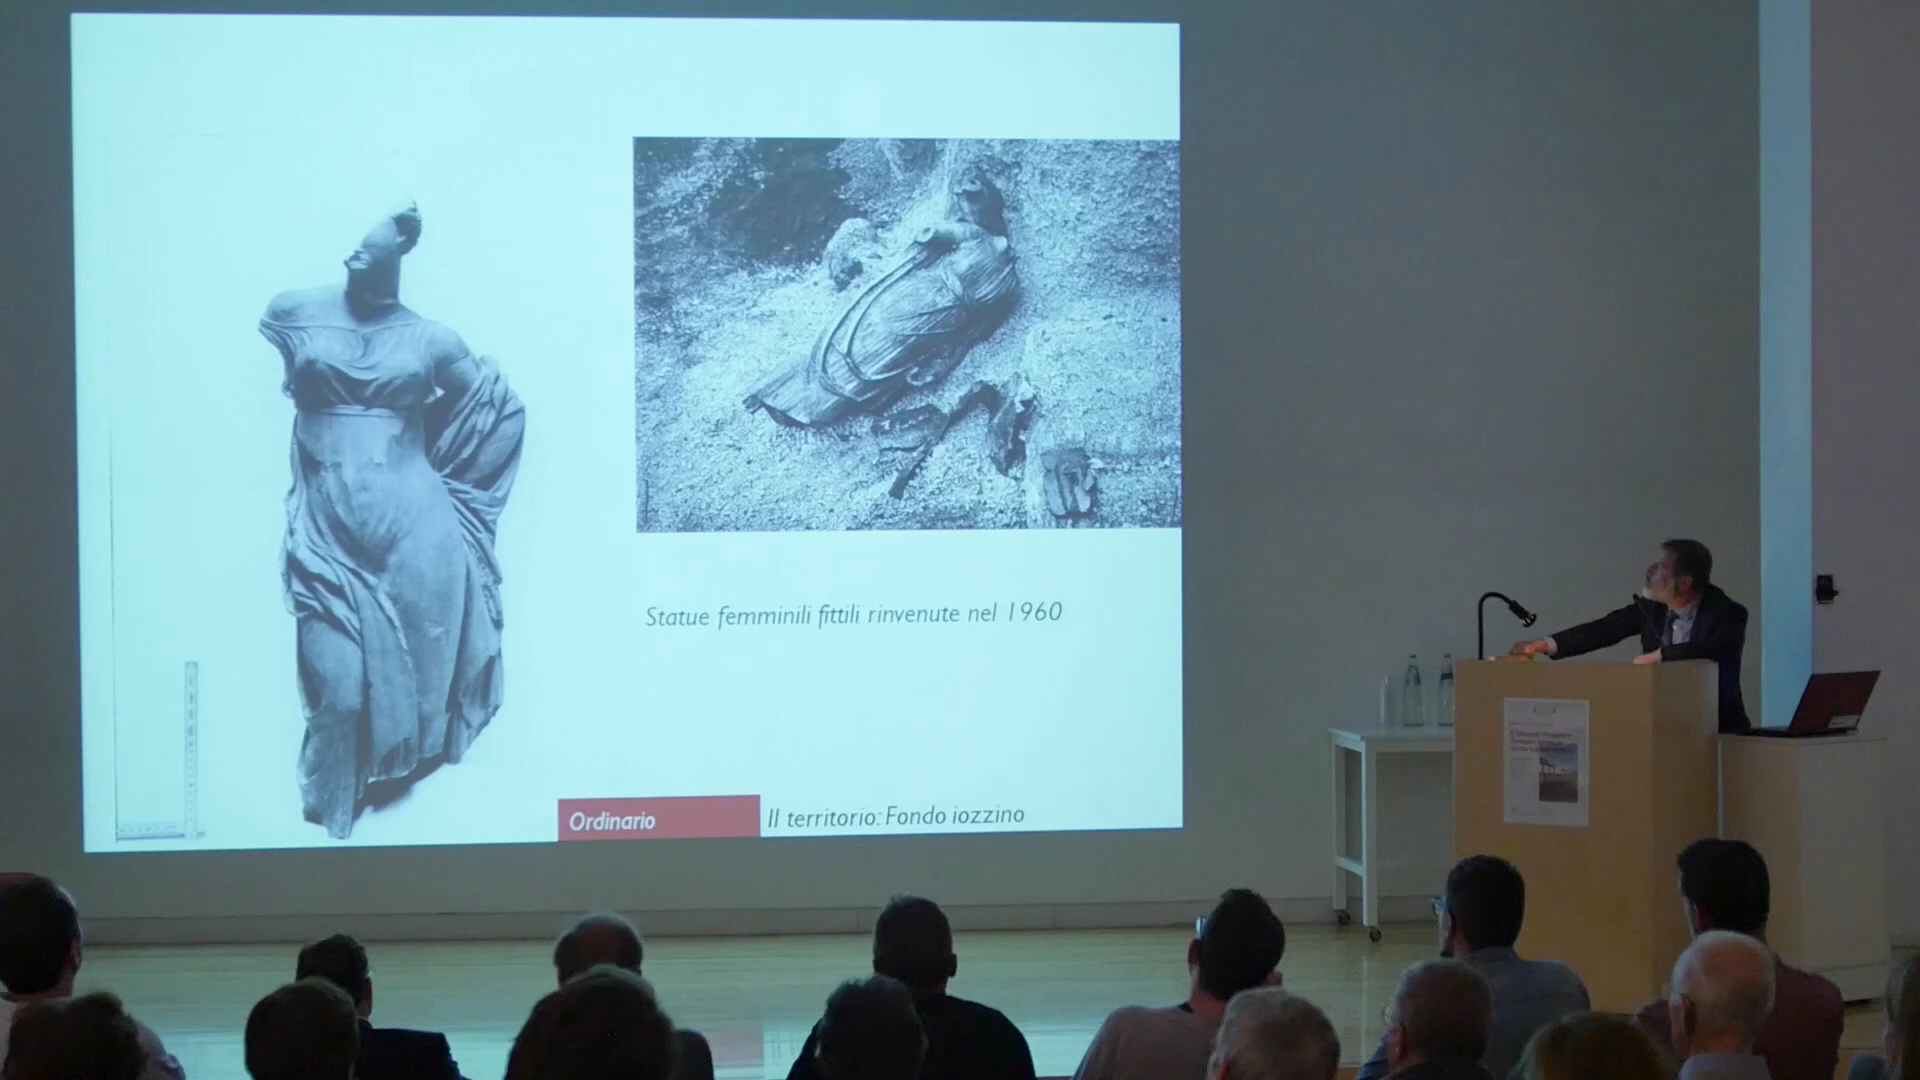 Statue femminili fittili rinvenute nel 1960
Ordinario
Il territorio: Fondo iozzino